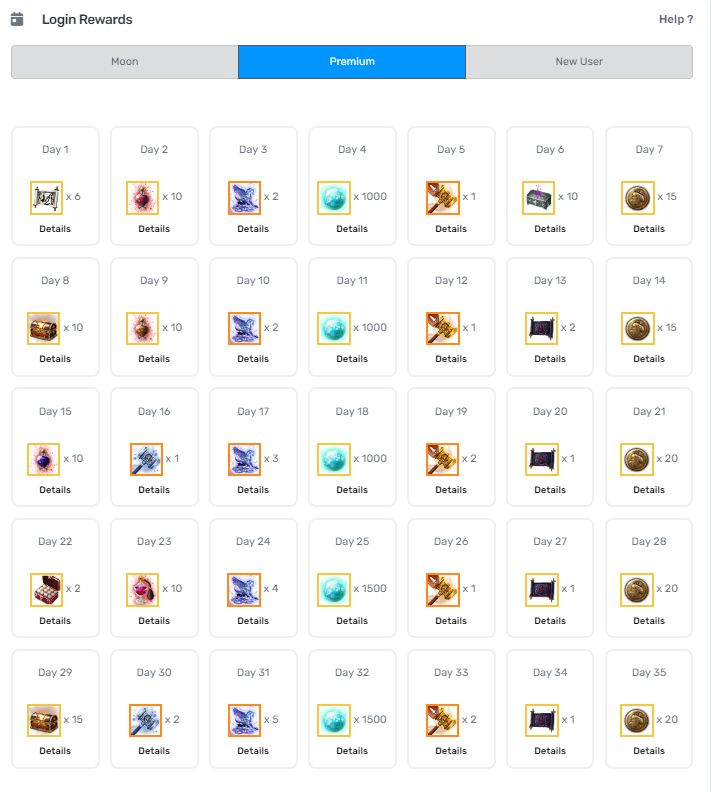 Login Rewards
Help ?
Moon Premium New User
Day 1 Day 2 Day 3 Day 4 Day 5 Day 6 Day 7
x 6 x 10 x 2 x 1000 x 1 x 10 x 15
Details Details Details Details Details Details Details
Day 8 Day 9 Day 10 Day 11 Day 12 Day 13 Day 14
x 10 x 10 x 2 x 1000 x 1 x 2 x 15
Details Details Details Details Details Details Details
Day 15 Day 16 Day 17 Day 18 Day 19 Day 20 Day 21
x 10 x 1 x 3 x 1000 x 2 x 1 x 20
Details Details Details Details Details Details Details
Day 22 Day 23 Day 24 Day 25 Day 26 Day 27 Day 28
x 2 x 10 x 4 x 1500 x 1 x 1 x 20
Details Details Details Details Details Details Details
Day 29 Day 30 Day 31 Day 32 Day 33 Day 34 Day 35
x 15 x 2 x 5 x 1500 x 2 x 1 x 20
Details Details Details Details Details Details Details